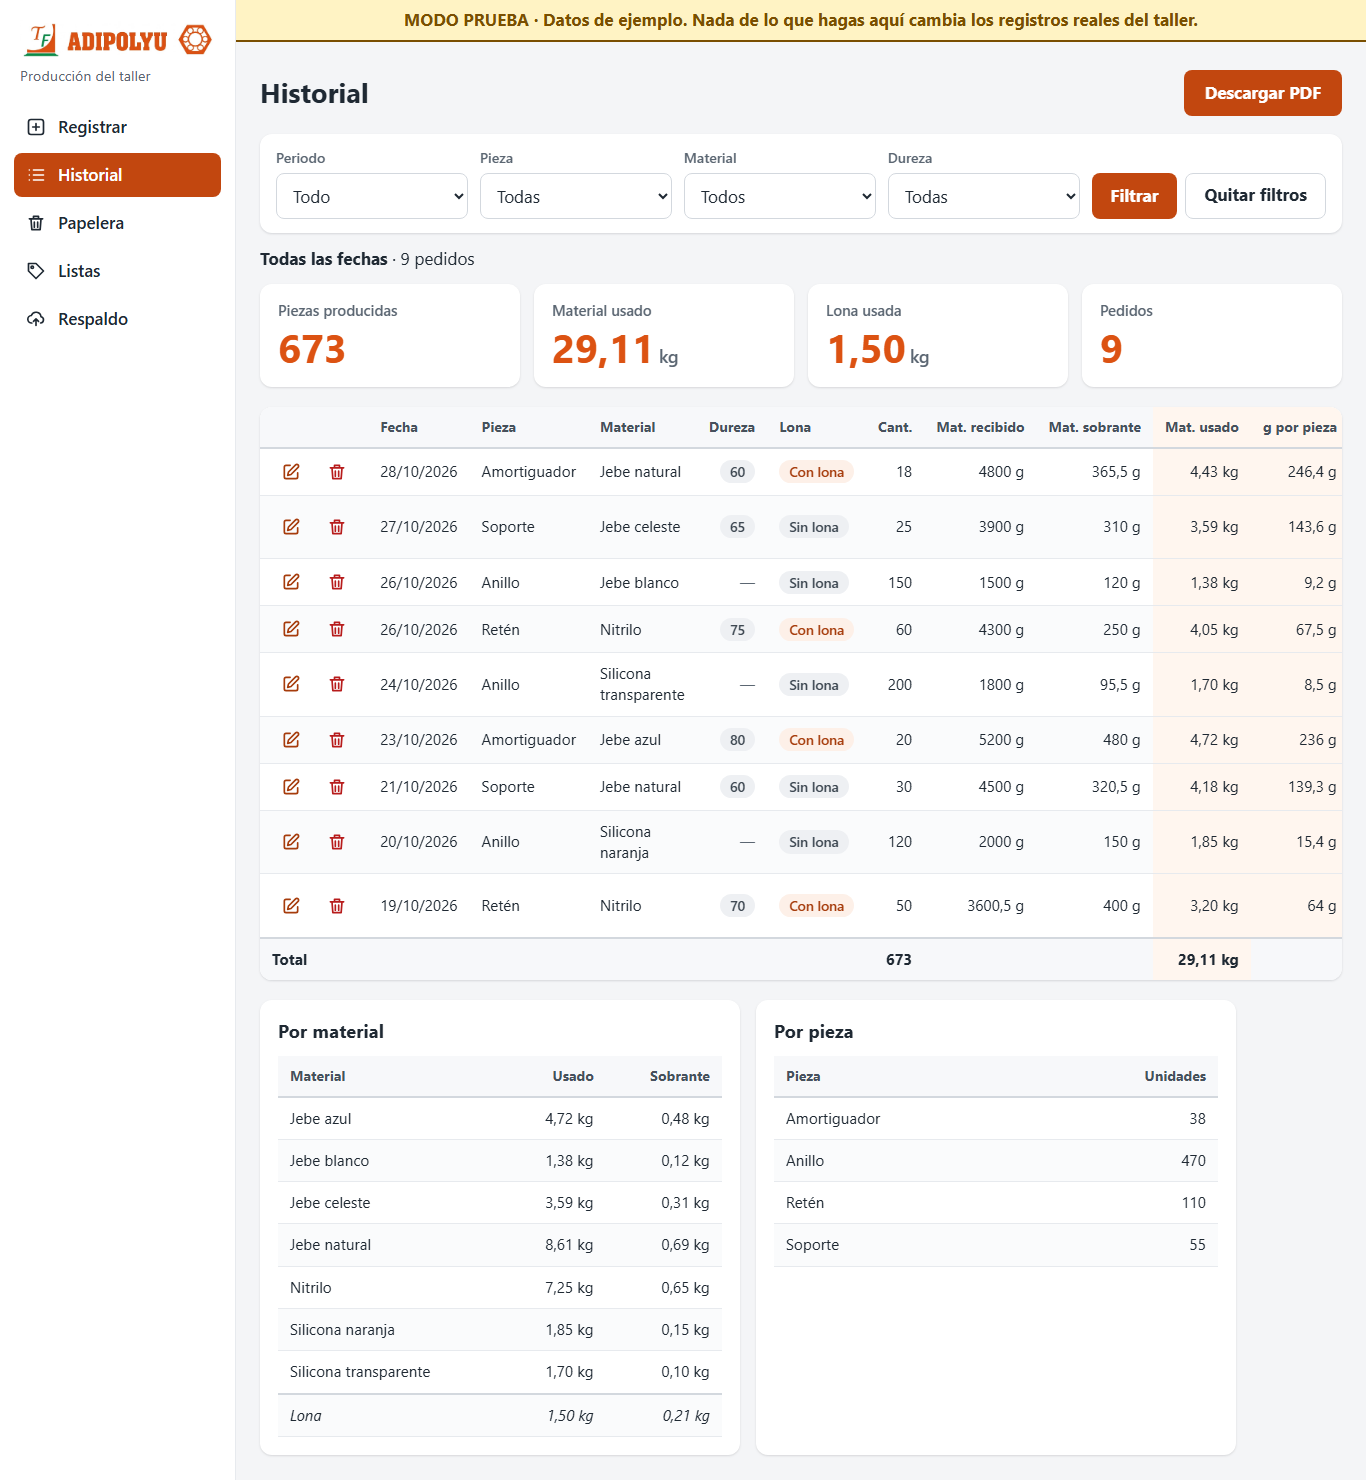 MODO PRUEBA · Datos de ejemplo. Nada de lo que hagas aquí cambia los registros reales del taller.
TF ADIPOLYU
Producción del taller
Registrar
Historial
Papelera
Listas
Respaldo
Historial
Descargar PDF
Periodo Pieza Material Dureza
Todo Todas Todos Todas Filtrar Quitar filtros
Todas las fechas · 9 pedidos
Piezas producidas Material usado Lona usada Pedidos
673 29,11 kg 1,50 kg 9
Fecha Pieza Material Dureza Lona Cant. Mat. recibido Mat. sobrante Mat. usado g por pieza
28/10/2026 Amortiguador Jebe natural 60 Con lona 18 4800 g 365,5 g 4,43 kg 246,4 g
27/10/2026 Soporte Jebe celeste 65 Sin lona 25 3900 g 310 g 3,59 kg 143,6 g
26/10/2026 Anillo Jebe blanco — Sin lona 150 1500 g 120 g 1,38 kg 9,2 g
26/10/2026 Retén Nitrilo 75 Con lona 60 4300 g 250 g 4,05 kg 67,5 g
24/10/2026 Anillo Silicona transparente — Sin lona 200 1800 g 95,5 g 1,70 kg 8,5 g
23/10/2026 Amortiguador Jebe azul 80 Con lona 20 5200 g 480 g 4,72 kg 236 g
21/10/2026 Soporte Jebe natural 60 Sin lona 30 4500 g 320,5 g 4,18 kg 139,3 g
20/10/2026 Anillo Silicona naranja — Sin lona 120 2000 g 150 g 1,85 kg 15,4 g
19/10/2026 Retén Nitrilo 70 Con lona 50 3600,5 g 400 g 3,20 kg 64 g
Total 673 29,11 kg
Por material
Material Usado Sobrante
Jebe azul 4,72 kg 0,48 kg
Jebe blanco 1,38 kg 0,12 kg
Jebe celeste 3,59 kg 0,31 kg
Jebe natural 8,61 kg 0,69 kg
Nitrilo 7,25 kg 0,65 kg
Silicona naranja 1,85 kg 0,15 kg
Silicona transparente 1,70 kg 0,10 kg
Lona 1,50 kg 0,21 kg
Por pieza
Pieza Unidades
Amortiguador 38
Anillo 470
Retén 110
Soporte 55